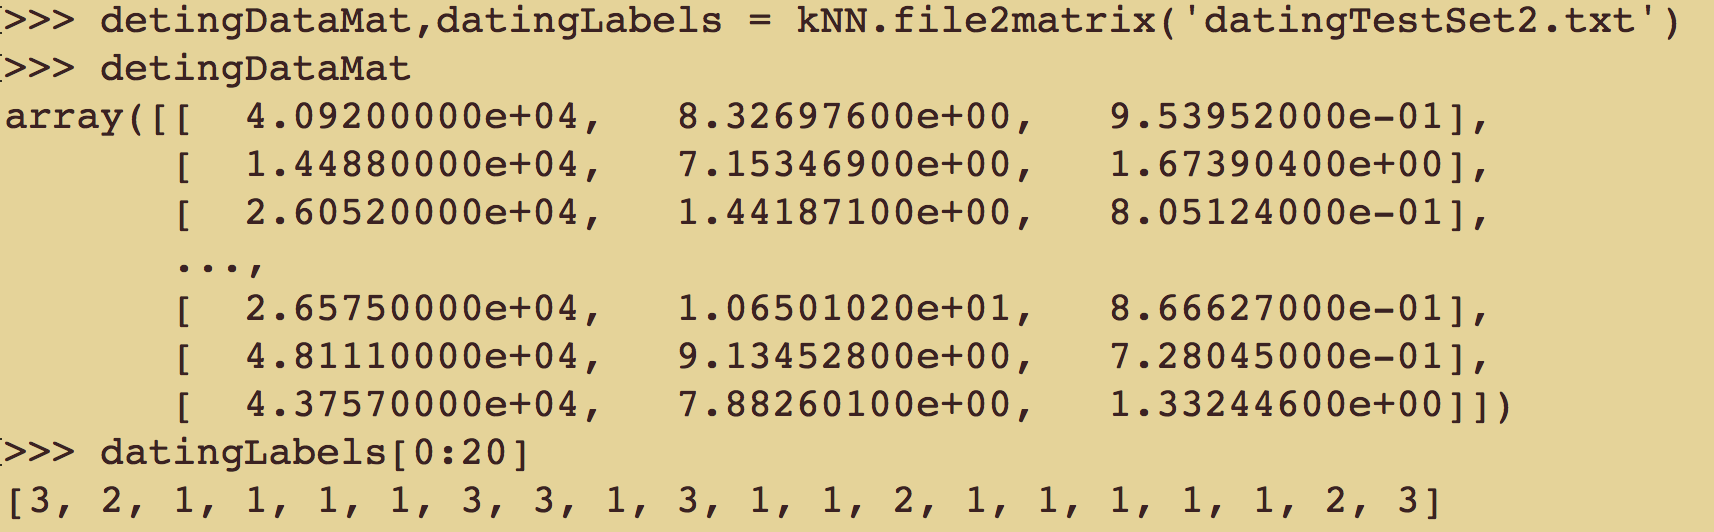 >>> detingDataMat,datingLabels = kNN.file2matrix('datingTestSet2.txt')
>>> detingDataMat
array([[  4.09200000e+04,   8.32697600e+00,   9.53952000e-01],
       [  1.44880000e+04,   7.15346900e+00,   1.67390400e+00],
       [  2.60520000e+04,   1.44187100e+00,   8.05124000e-01],
       ...,
       [  2.65750000e+04,   1.06501020e+01,   8.66627000e-01],
       [  4.81110000e+04,   9.13452800e+00,   7.28045000e-01],
       [  4.37570000e+04,   7.88260100e+00,   1.33244600e+00]])
>>> datingLabels[0:20]
[3, 2, 1, 1, 1, 1, 3, 3, 1, 3, 1, 1, 2, 1, 1, 1, 1, 1, 2, 3]